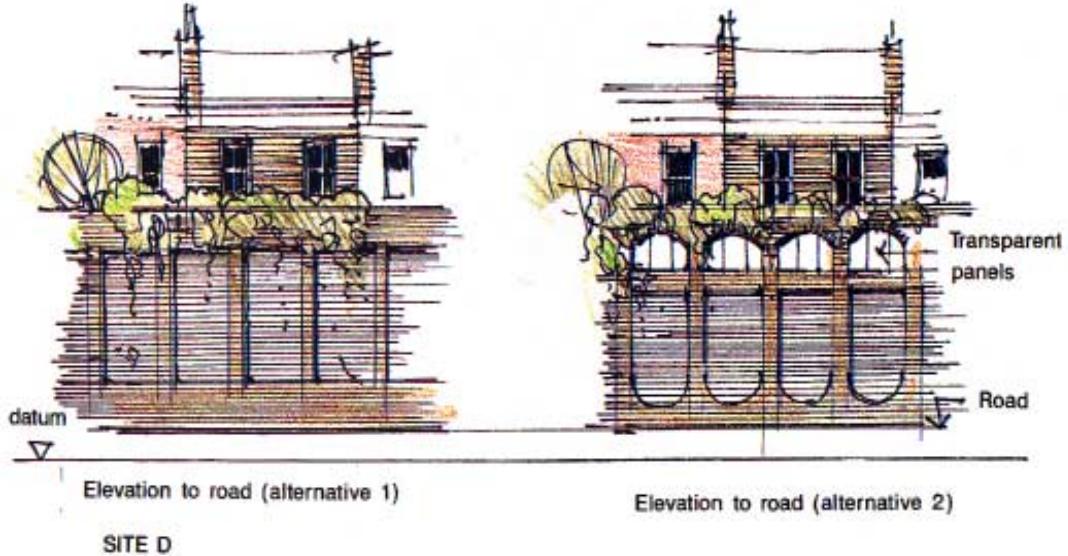 Transparent
panels
Road
datum
Elevation to road (alternative 1)
Elevation to road (alternative 2)
SITE D